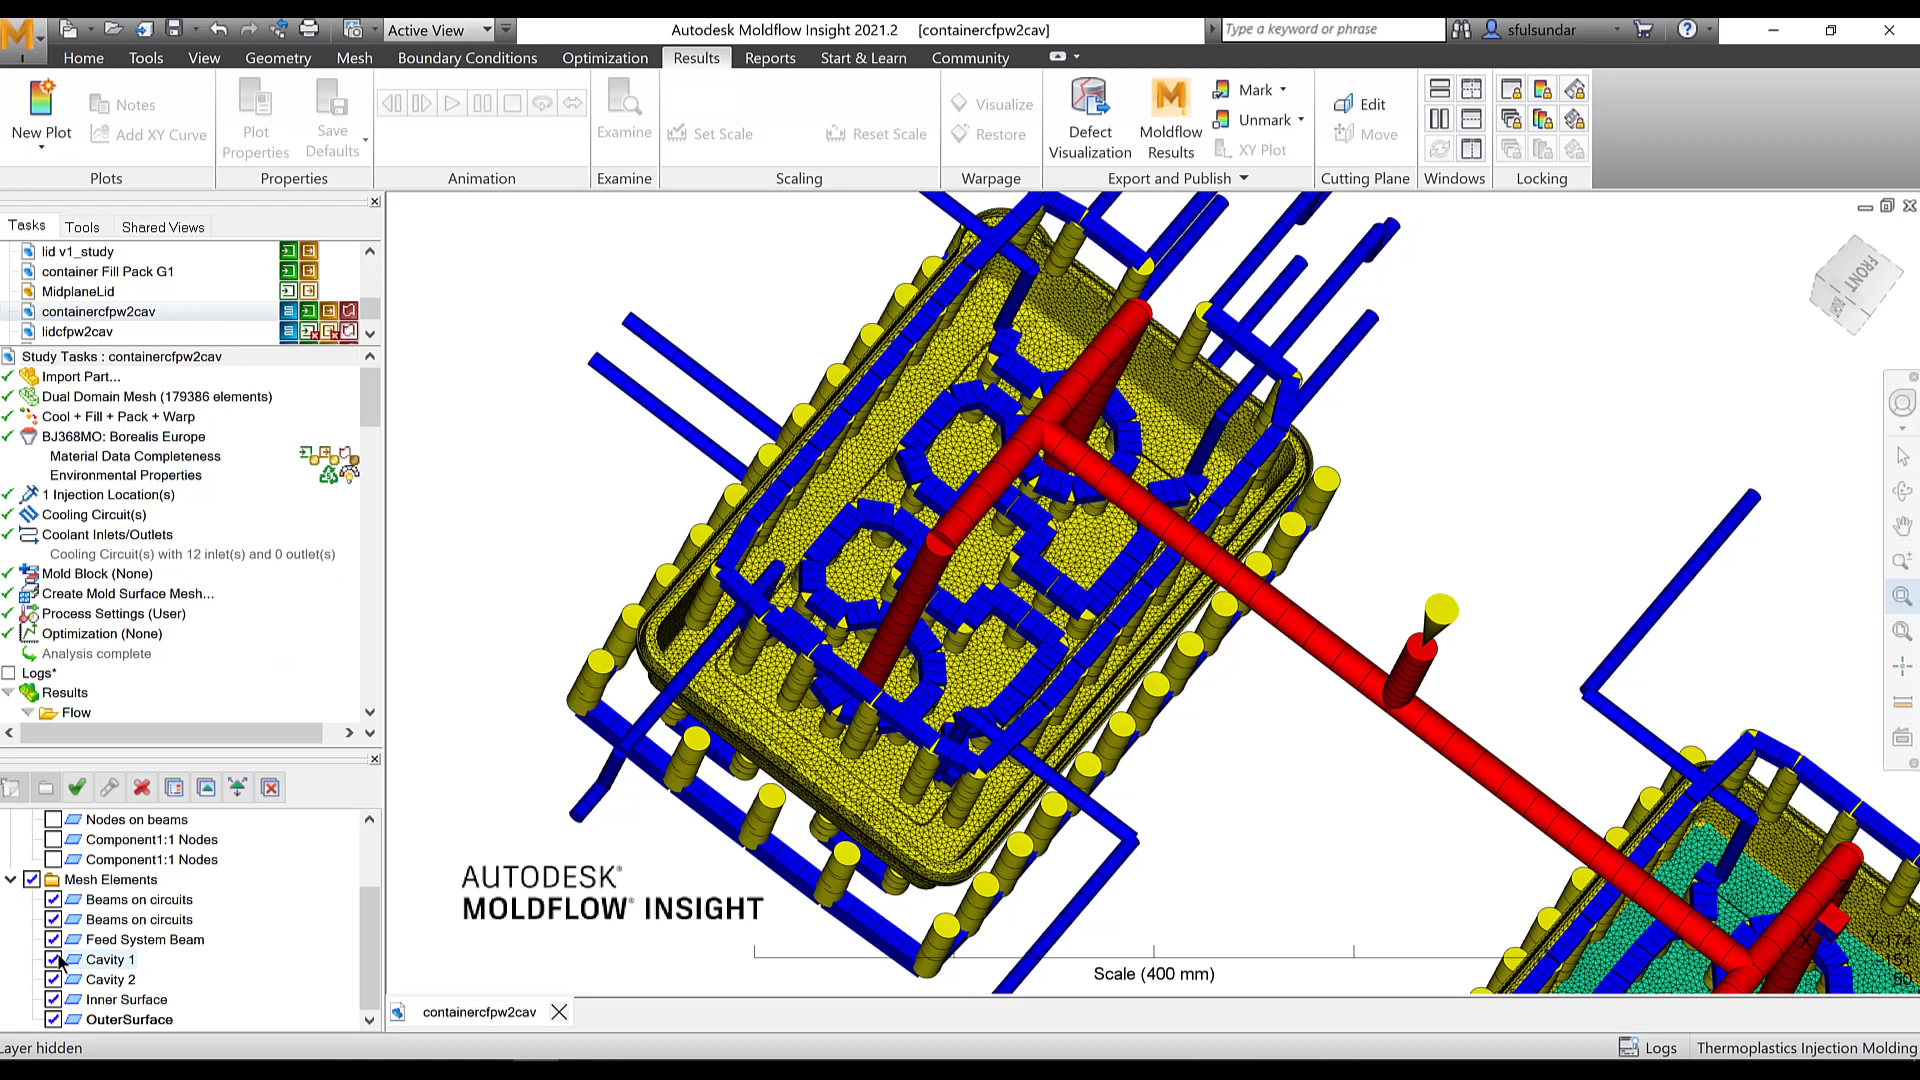 Active View
Autodesk Moldflow Insight 2021.2 [containercfpw2cav]
Type a keyword or phrase
sfulsundar
Home Tools View Geometry Mesh Boundary Conditions Optimization Results Reports Start & Learn Community
New Plot
Notes
Add XY Curve
Plots
Plot Properties
Save Defaults
Properties
Animation
Examine
Examine
Set Scale
Reset Scale
Scaling
Visualize
Restore
Warpage
Defect Visualization
Moldflow Results
Mark
Unmark
XY Plot
Export and Publish
Edit
Move
Cutting Plane
Windows
Locking
Tasks Tools Shared Views
lid v1_study
container Fill Pack G1
MidplaneLid
containercfpw2cav
lidcfpw2cav
Study Tasks : containercfpw2cav
Import Part...
Dual Domain Mesh (179386 elements)
Cool + Fill + Pack + Warp
BJ368MO: Borealis Europe
Material Data Completeness
Environmental Properties
1 Injection Location(s)
Cooling Circuit(s)
Coolant Inlets/Outlets
Cooling Circuit(s) with 12 inlet(s) and 0 outlet(s)
Mold Block (None)
Create Mold Surface Mesh...
Process Settings (User)
Optimization (None)
Analysis complete
Logs*
Results
Flow
Nodes on beams
Component1:1 Nodes
Component1:1 Nodes
Mesh Elements
Beams on circuits
Beams on circuits
Feed System Beam
Cavity 1
Cavity 2
Inner Surface
OuterSurface
FRONT
AUTODESK®
MOLDFLOW® INSIGHT
Scale (400 mm)
containercfpw2cav
Layer hidden
Logs
Thermoplastics Injection Molding